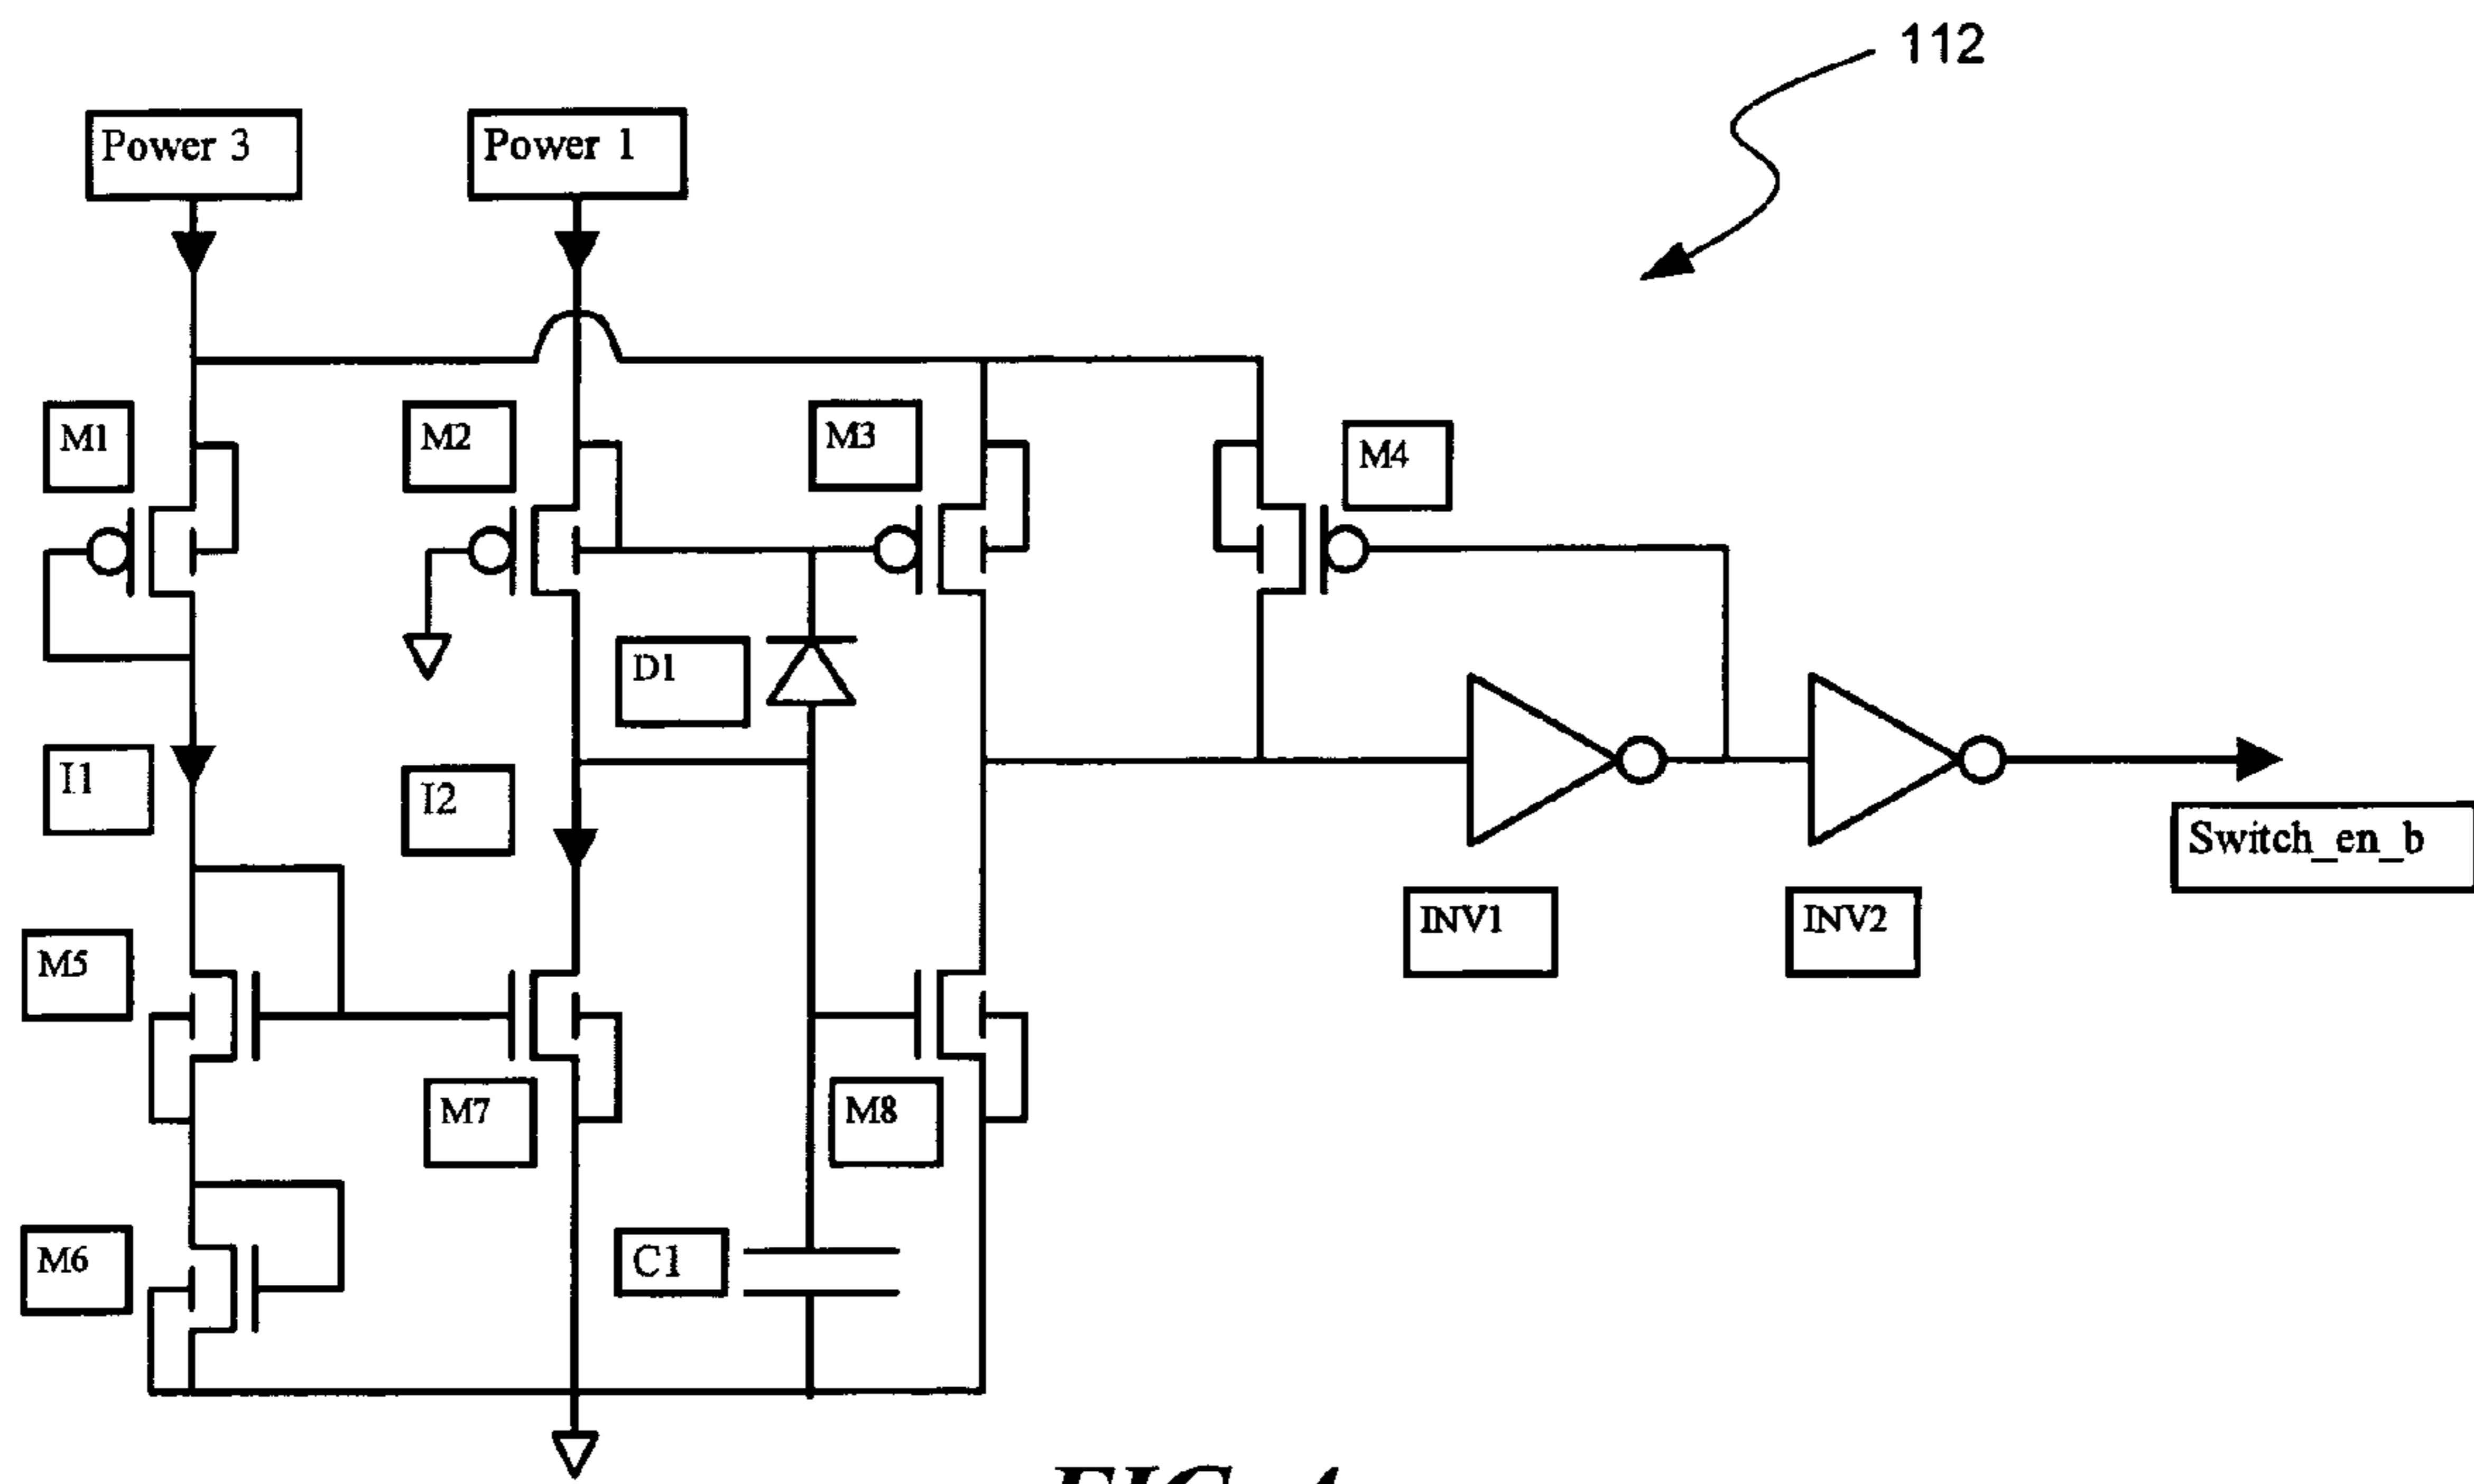 112
Power 3
Power 1
M1
M2
M3
M4
D1
I1
I2
Switch_en_b
INV1
INV2
M5
M7
M8
M6
C1